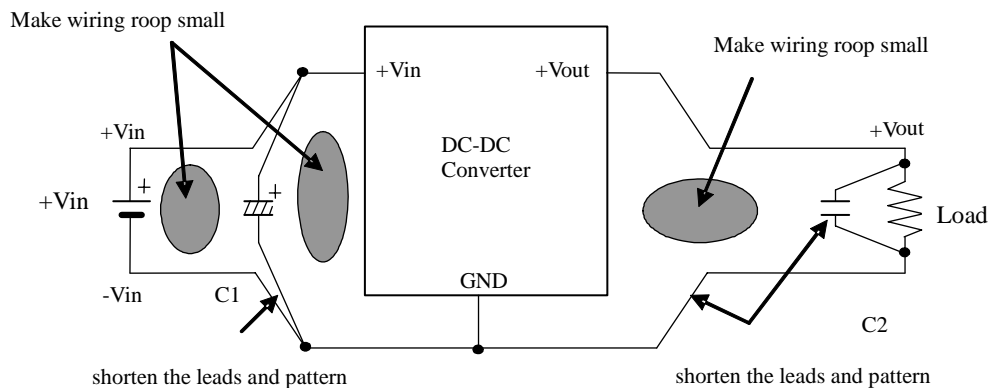 Make wiring roop small
Make wiring roop small
+Vin
+Vout
+Vin
+Vout
DC-DC
Converter
+
+
+Vin
Load
GND
-Vin
C1
C2
shorten the leads and pattern
shorten the leads and pattern